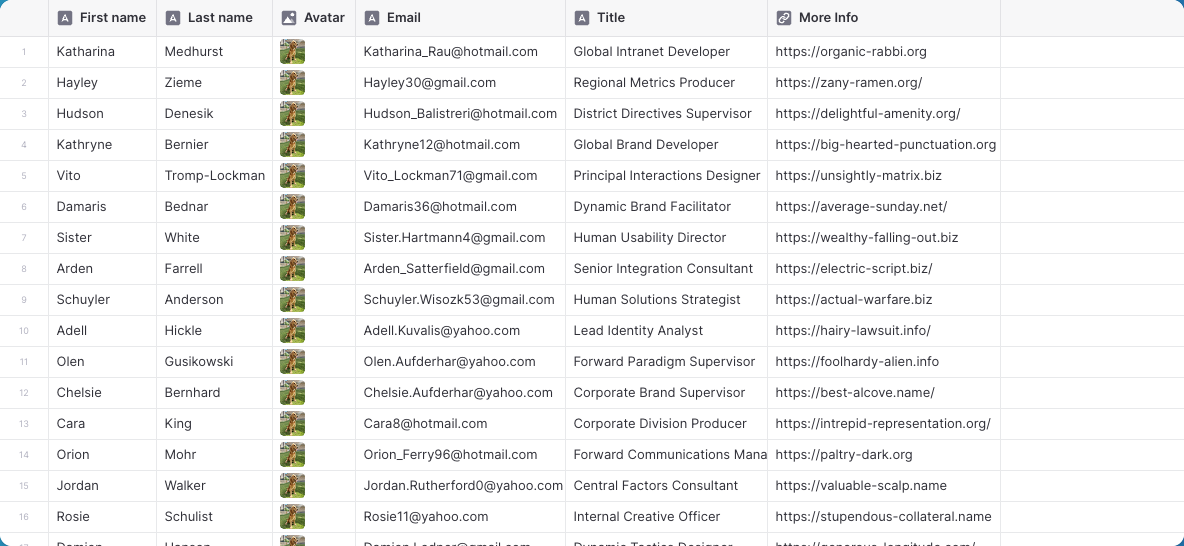 First name Last name Avatar Email Title More Info
1 Katharina Medhurst Katharina_Rau@hotmail.com Global Intranet Developer https://organic-rabbi.org
2 Hayley Zieme Hayley30@gmail.com Regional Metrics Producer https://zany-ramen.org/
3 Hudson Denesik Hudson_Balistreri@hotmail.com District Directives Supervisor https://delightful-amenity.org/
4 Kathryne Bernier Kathryne12@hotmail.com Global Brand Developer https://big-hearted-punctuation.org
5 Vito Tromp-Lockman Vito_Lockman71@gmail.com Principal Interactions Designer https://unsightly-matrix.biz
6 Damaris Bednar Damaris36@hotmail.com Dynamic Brand Facilitator https://average-sunday.net/
7 Sister White Sister.Hartmann4@gmail.com Human Usability Director https://wealthy-falling-out.biz
8 Arden Farrell Arden_Satterfield@gmail.com Senior Integration Consultant https://electric-script.biz/
9 Schuyler Anderson Schuyler.Wisozk53@gmail.com Human Solutions Strategist https://actual-warfare.biz
10 Adell Hickle Adell.Kuvalis@yahoo.com Lead Identity Analyst https://hairy-lawsuit.info/
11 Olen Gusikowski Olen.Aufderhar@yahoo.com Forward Paradigm Supervisor https://foolhardy-alien.info
12 Chelsie Bernhard Chelsie.Aufderhar@yahoo.com Corporate Brand Supervisor https://best-alcove.name/
13 Cara King Cara8@hotmail.com Corporate Division Producer https://intrepid-representation.org/
14 Orion Mohr Orion_Ferry96@hotmail.com Forward Communications Mana https://paltry-dark.org
15 Jordan Walker Jordan.Rutherford0@yahoo.com Central Factors Consultant https://valuable-scalp.name
16 Rosie Schulist Rosie11@yahoo.com Internal Creative Officer https://stupendous-collateral.name